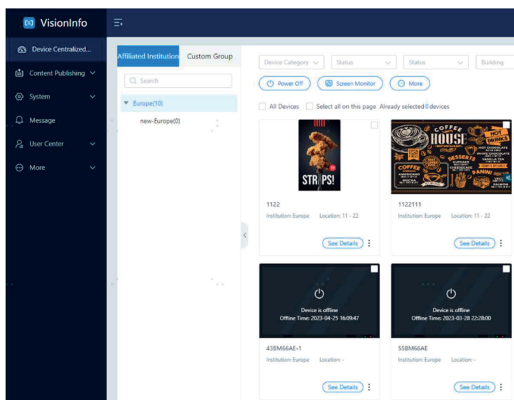 VisionInfo
Device Centralized...
Content Publishing
System
Message
User Center
More
Affiliated Institution
Custom Group
Search
Europe(10)
new-Europe(0)
Device Category
Status
Status
Building
Power Off
Screen Monitor
More
All Devices
Select all on this page
Already selected 0 devices
STRIPS!
1122
Institution: Europe Location: 11 - 22
See Details
COFFEE
HOUSE
HOT
DRINKS
DESSERTS
COFFEE
PANINI
1122111
Institution: Europe Location: 11 - 22
See Details
Device is offline
Offline Time: 2023-04-25 16:09:47
43BM66AE-1
Institution: Europe Location: -
See Details
Device is offline
Offline Time: 2023-03-28 22:28:00
55BM66AE
Institution: Europe Location: -
See Details